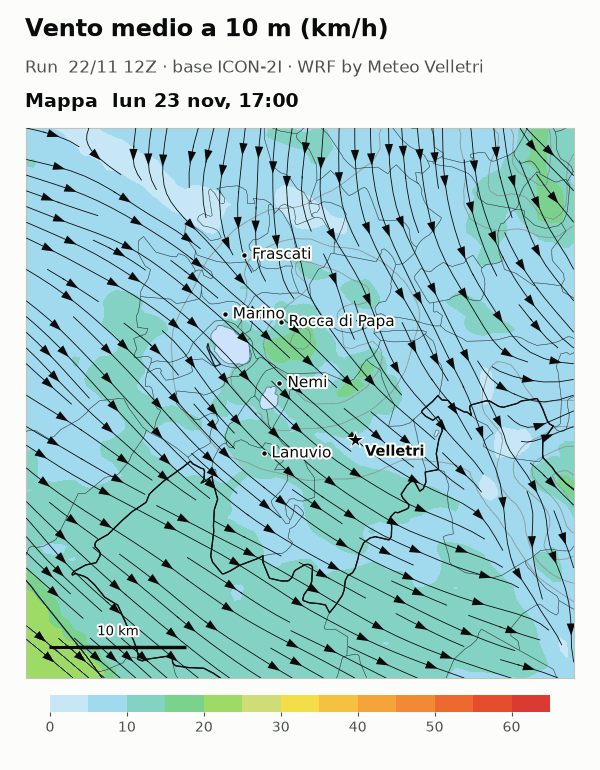 Vento medio a 10 m (km/h)
Run  22/11 12Z · base ICON-2I · WRF by Meteo Velletri
Mappa  lun 23 nov, 17:00
Frascati
Marino
Rocca di Papa
Nemi
Velletri
Lanuvio
10 km
0 10 20 30 40 50 60